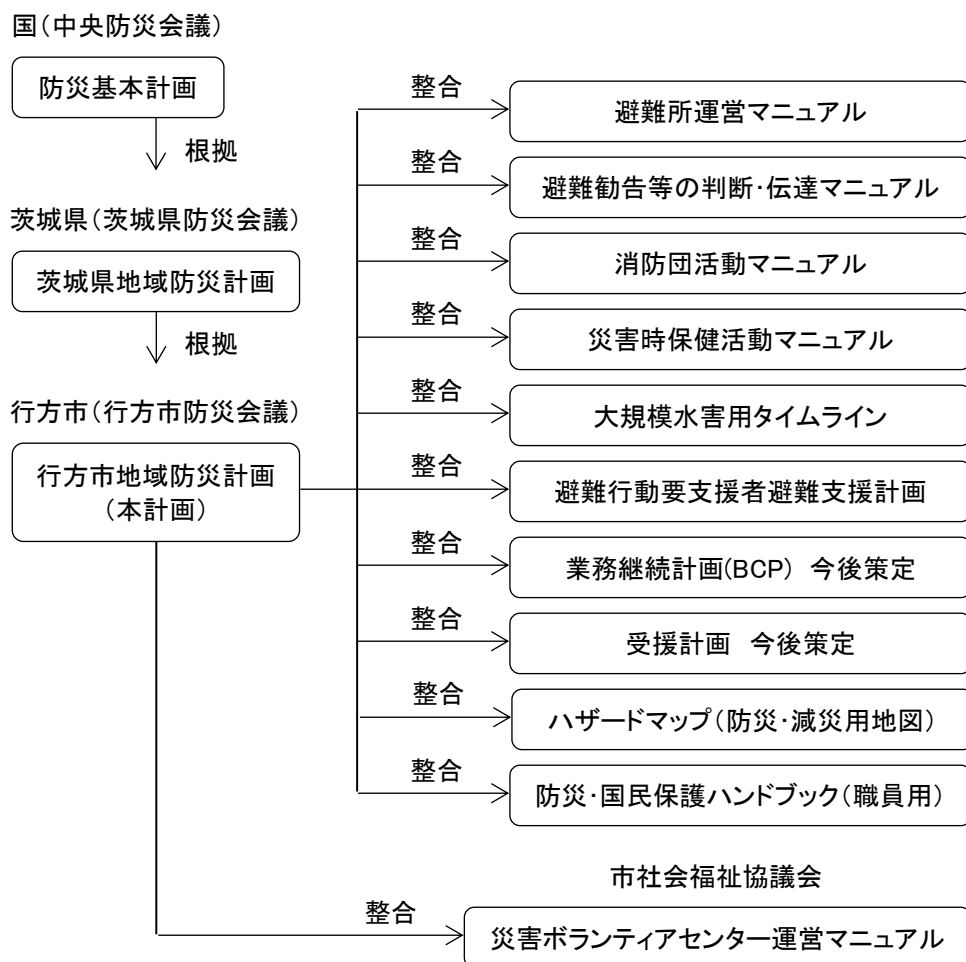 国(中央防災会議)
防災基本計画
根拠
茨城県(茨城県防災会議)
茨城県地域防災計画
根拠
行方市(行方市防災会議)
行方市地域防災計画
(本計画)
整合
避難所運営マニュアル
整合
避難勧告等の判断・伝達マニュアル
整合
消防団活動マニュアル
整合
災害時保健活動マニュアル
整合
大規模水害用タイムライン
整合
避難行動要支援者避難支援計画
整合
業務継続計画(BCP) 今後策定
整合
受援計画 今後策定
整合
ハザードマップ(防災・減災用地図)
整合
防災・国民保護ハンドブック(職員用)
市社会福祉協議会
整合
災害ボランティアセンター運営マニュアル